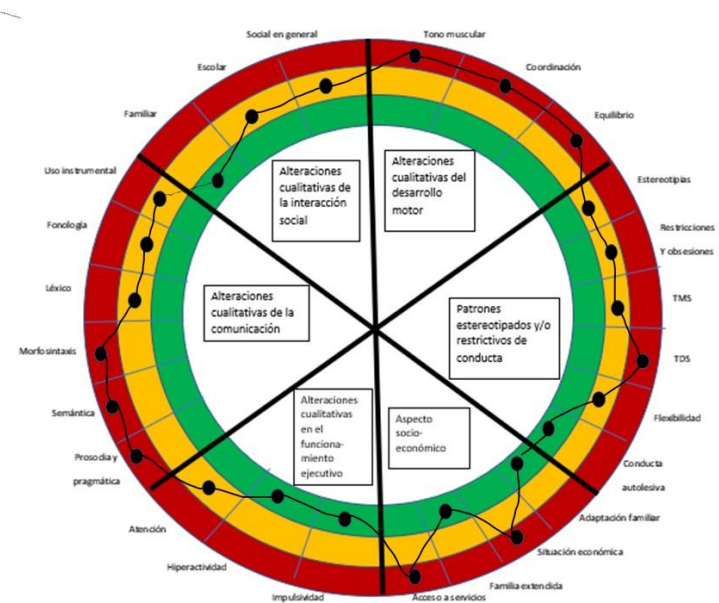 Social en general
Tono muscular
Escolar
Coordinación
Familiar
Equilibrio
Uso instrumental
Estereotipias
Fonología
Restricciones
Y obsesiones
Léxico
TMS
Morfosintaxis
TDS
Semántica
Flexibilidad
Prosodia y
pragmática
Conducta
autolesiva
Atención
Adaptación familiar
Hiperactividad
Situación económica
Impulsividad
Familia extendida
Acceso a servicios
Alteraciones
cualitativas de
la interacción
social
Alteraciones
cualitativas del
desarrollo
motor
Alteraciones
cualitativas de la
comunicación
Patrones
estereotipados y/o
restrictivos de
conducta
Alteraciones
cualitativas
en el
funciona-
miento
ejecutivo
Aspecto
socio-
económico